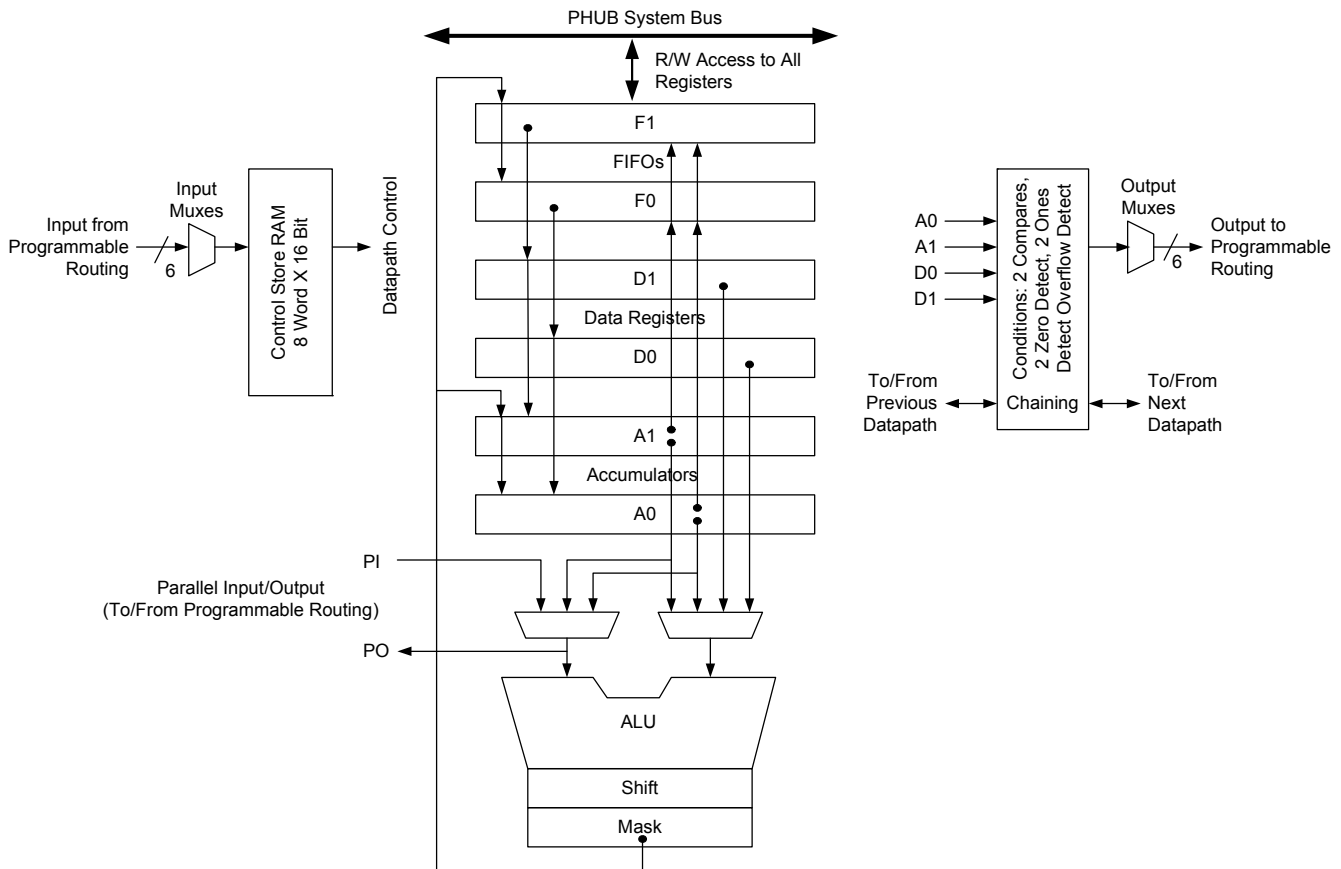 PHUB System Bus
R/W Access to All
Registers
F1
FIFOs
F0
D1
Data Registers
D0
A1
Accumulators
A0
Input from
Programmable
Routing
6
Input
Muxes
Control Store RAM
8 Word X 16 Bit
Datapath Control
A0
A1
D0
D1
Conditions: 2 Compares,
2 Zero Detect, 2 Ones
Detect Overflow Detect
Output
Muxes
6
Output to
Programmable
Routing
To/From
Previous
Datapath
Chaining
To/From
Next
Datapath
PI
Parallel Input/Output
(To/From Programmable Routing)
PO
ALU
Shift
Mask